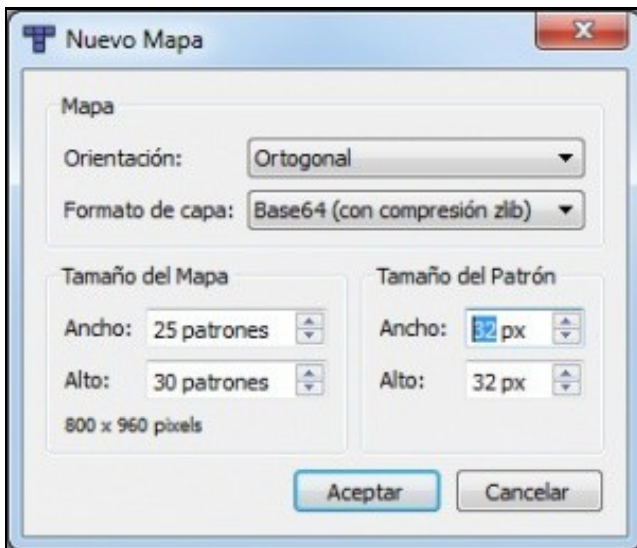 Nuevo Mapa
Mapa
Orientación: Ortogonal
Formato de capa: Base64 (con compresión zlib)
Tamaño del Mapa
Ancho: 25 patrones
Alto: 30 patrones
800 x 960 pixels
Tamaño del Patrón
Ancho: 32 px
Alto: 32 px
Aceptar Cancelar